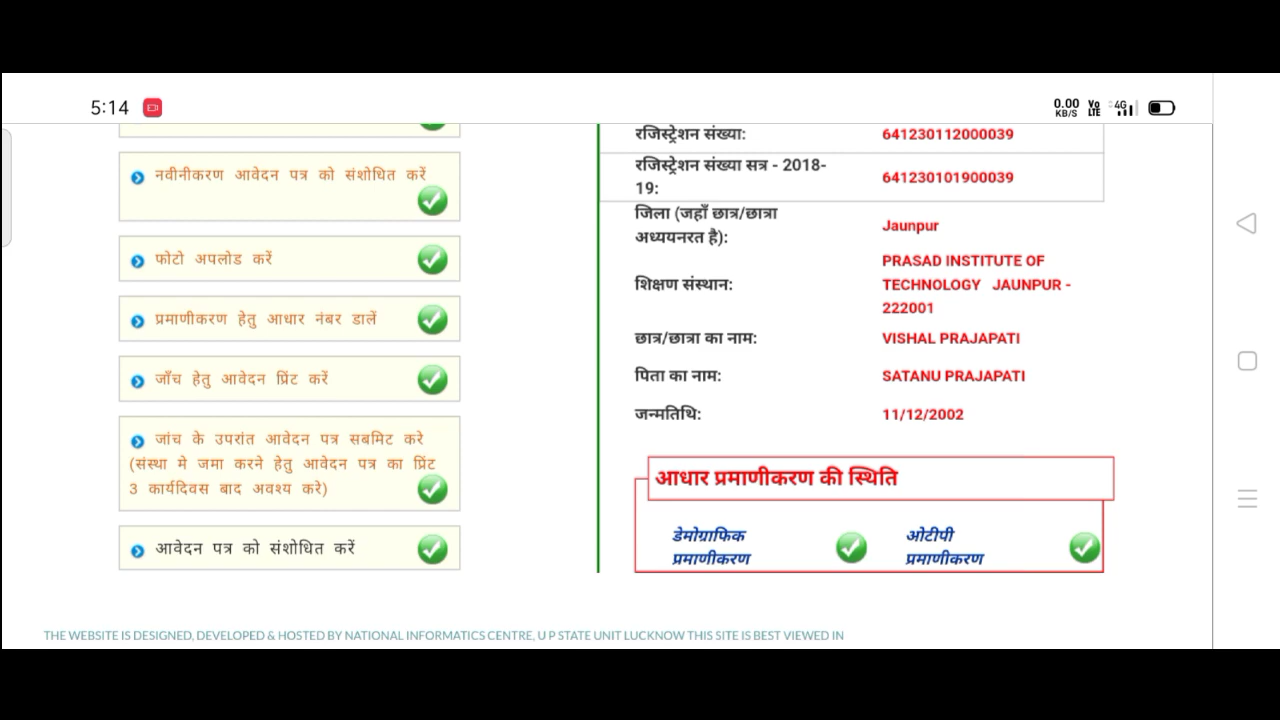 5:14
0.00 KB/S Vo LTE 4G
नवीनीकरण आवेदन पत्र को संशोधित करें
फोटो अपलोड करें
प्रमाणीकरण हेतु आधार नंबर डालें
जाँच हेतु आवेदन प्रिंट करें
जांच के उपरांत आवेदन पत्र सबमिट करे
(संस्था मे जमा करने हेतु आवेदन पत्र का प्रिंट
3 कार्यदिवस बाद अवश्य करे)
आवेदन पत्र को संशोधित करें
रजिस्ट्रेशन संख्या: 641230112000039
रजिस्ट्रेशन संख्या सत्र - 2018-
19:
641230101900039
जिला (जहाँ छात्र/छात्रा
अध्ययनरत है):
Jaunpur
शिक्षण संस्थान:
PRASAD INSTITUTE OF
TECHNOLOGY JAUNPUR -
222001
छात्र/छात्रा का नाम: VISHAL PRAJAPATI
पिता का नाम: SATANU PRAJAPATI
जन्मतिथि: 11/12/2002
आधार प्रमाणीकरण की स्थिति
डेमोग्राफिक
प्रमाणीकरण
ओटीपी
प्रमाणीकरण
THE WEBSITE IS DESIGNED, DEVELOPED & HOSTED BY NATIONAL INFORMATICS CENTRE, U P STATE UNIT LUCKNOW THIS SITE IS BEST VIEWED IN